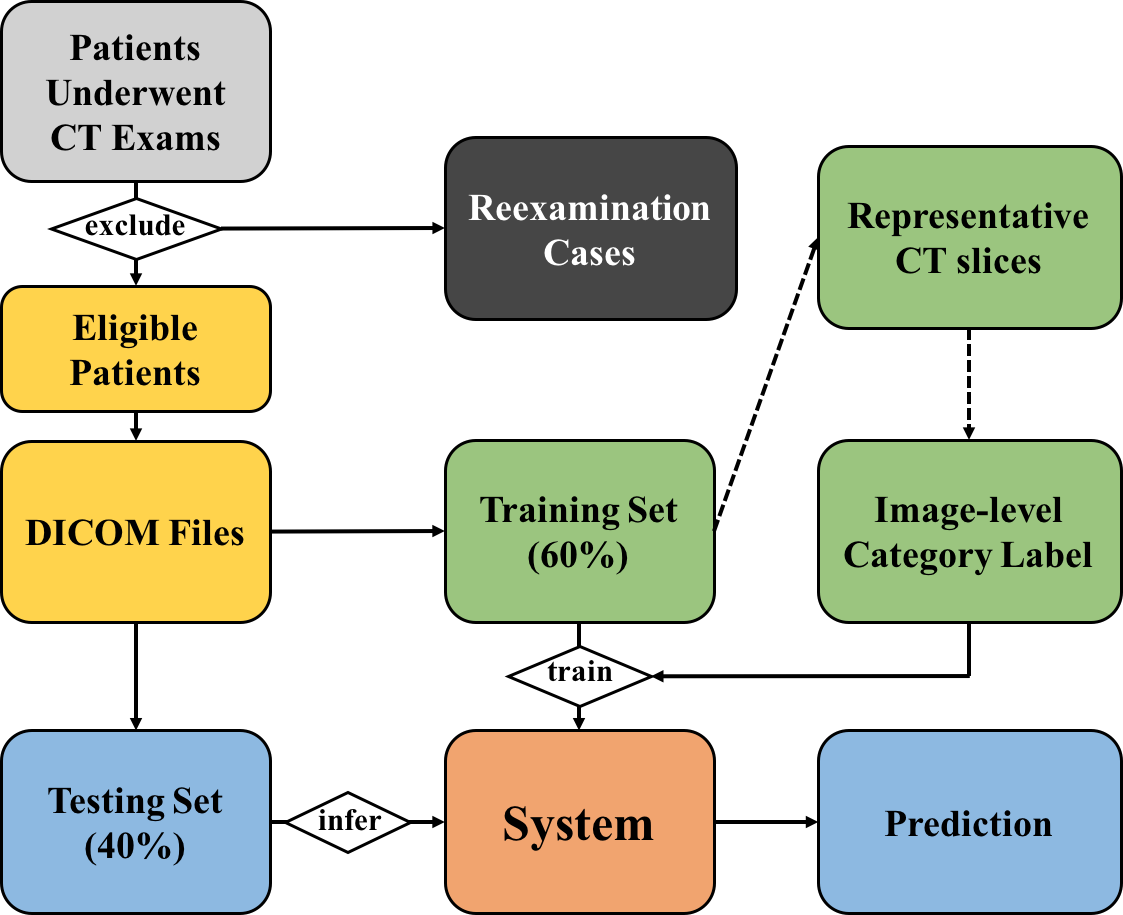 Patients
Underwent
CT Exams
exclude
Reexamination
Cases
Representative
CT slices
Eligible
Patients
DICOM Files
Training Set
(60%)
Image-level
Category Label
train
Testing Set
(40%)
infer
System
Prediction